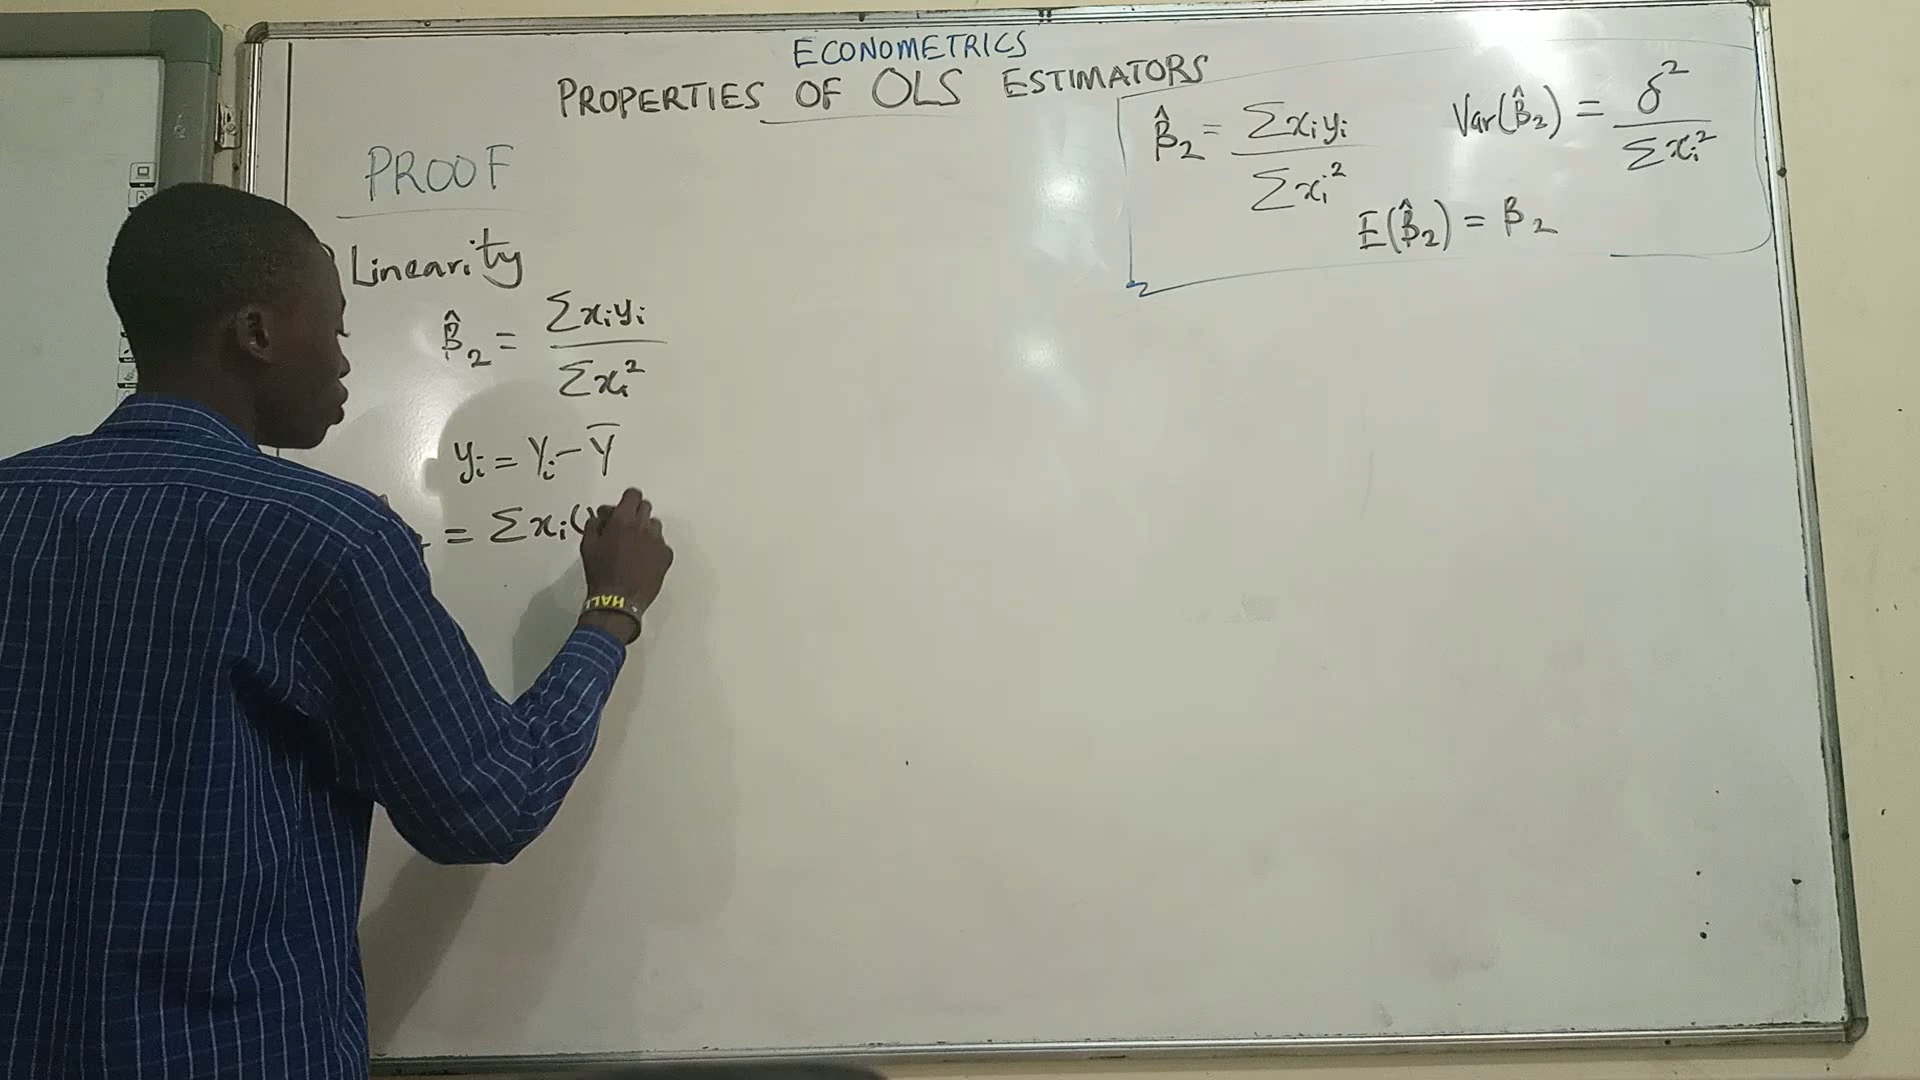 ECONOMETRICS
PROPERTIES OF OLS ESTIMATORS
β̂₂ = Σxᵢyᵢ / Σxᵢ²
Var(β̂₂) = δ² / Σxᵢ²
E(β̂₂) = β₂
PROOF
Linearity
β̂₂ = Σxᵢyᵢ / Σxᵢ²
yᵢ = Yᵢ - Y̅
= Σxᵢ(
HALL